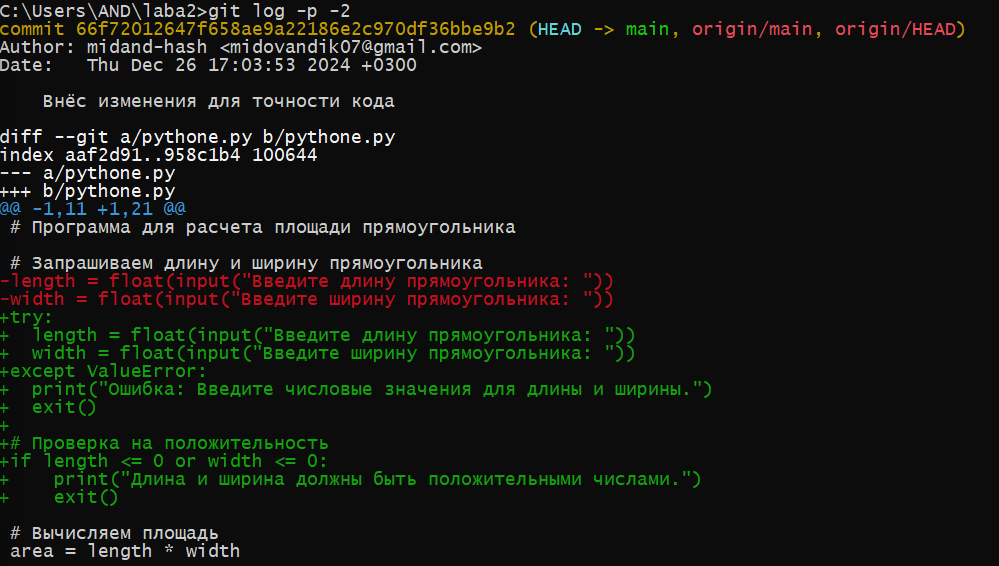 C:\Users\AND\laba2>git log -p -2
commit 66f72012647f658ae9a22186e2c970df36bbe9b2 (HEAD -> main, origin/main, origin/HEAD)
Author: midand-hash <midovandik07@gmail.com>
Date:   Thu Dec 26 17:03:53 2024 +0300

    Внёс изменения для точности кода

diff --git a/pythone.py b/pythone.py
index aaf2d91..958c1b4 100644
--- a/pythone.py
+++ b/pythone.py
@@ -1,11 +1,21 @@
 # Программа для расчета площади прямоугольника

 # Запрашиваем длину и ширину прямоугольника
-length = float(input("Введите длину прямоугольника: "))
-width = float(input("Введите ширину прямоугольника: "))
+try:
+  length = float(input("Введите длину прямоугольника: "))
+  width = float(input("Введите ширину прямоугольника: "))
+except ValueError:
+  print("Ошибка: Введите числовые значения для длины и ширины.")
+  exit()
+
+# Проверка на положительность
+if length <= 0 or width <= 0:
+    print("Длина и ширина должны быть положительными числами.")
+    exit()

 # Вычисляем площадь
 area = length * width